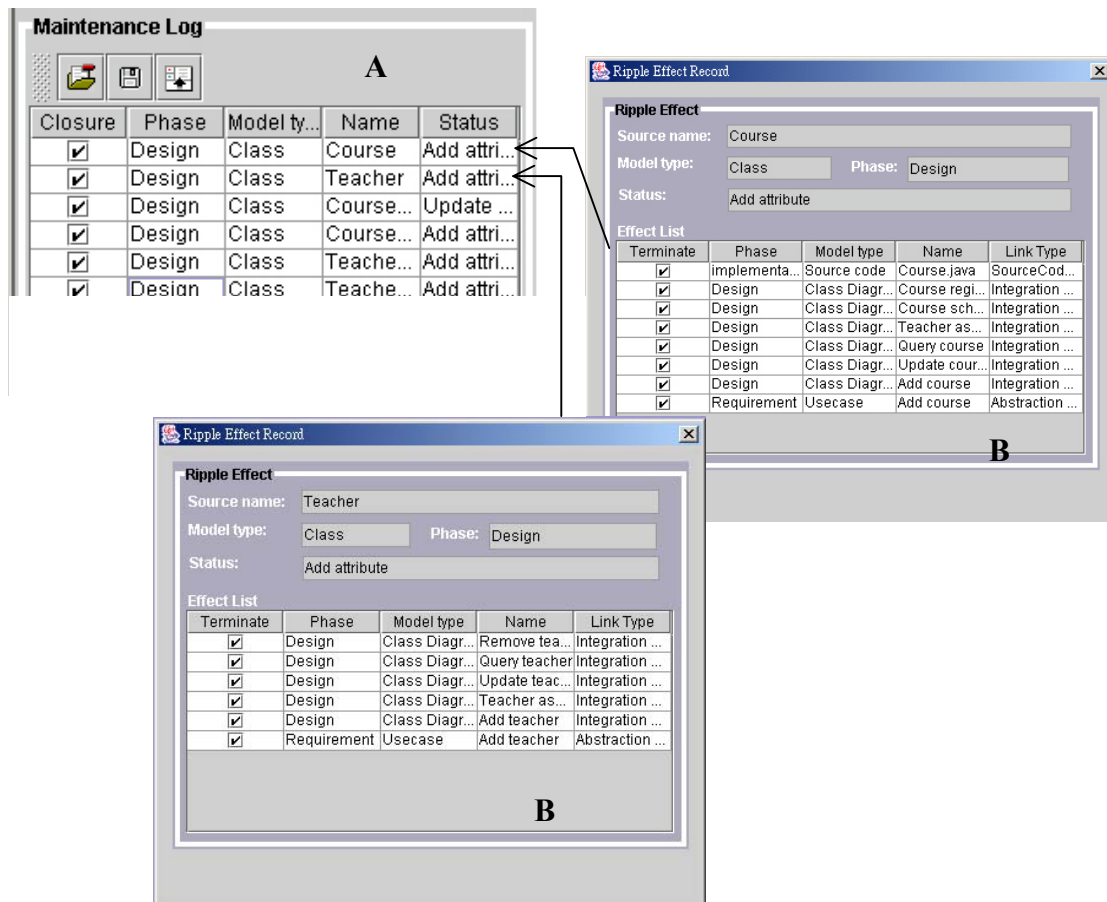 Maintenance Log
A
Closure Phase Model ty... Name Status
Design Class Course Add attri...
Design Class Teacher Add attri...
Design Class Course... Update ...
Design Class Course... Add attri...
Design Class Teache... Add attri...
Design Class Teache... Add attri...
Ripple Effect Record
Ripple Effect
Source name: Course
Model type: Class Phase: Design
Status: Add attribute
Effect List
Terminate Phase Model type Name Link Type
implementa... Source code Course.java SourceCod...
Design Class Diagr... Course regi... Integration ...
Design Class Diagr... Course sch... Integration ...
Design Class Diagr... Teacher as... Integration ...
Design Class Diagr... Query course Integration ...
Design Class Diagr... Update cour... Integration ...
Design Class Diagr... Add course Integration ...
Requirement Usecase Add course Abstraction ...
B
Ripple Effect Record
Ripple Effect
Source name: Teacher
Model type: Class Phase: Design
Status: Add attribute
Effect List
Terminate Phase Model type Name Link Type
Design Class Diagr... Remove tea... Integration ...
Design Class Diagr... Query teacher Integration ...
Design Class Diagr... Update teac... Integration ...
Design Class Diagr... Teacher as... Integration ...
Design Class Diagr... Add teacher Integration ...
Requirement Usecase Add teacher Abstraction ...
B